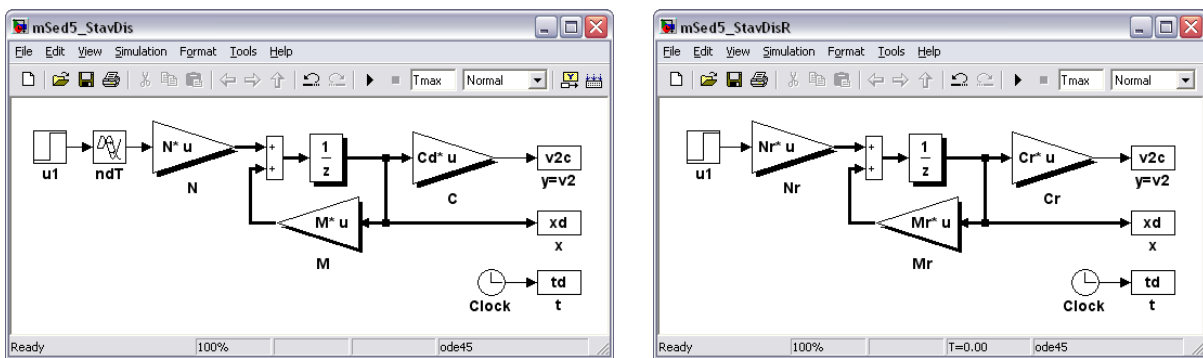 mSed5_StavDis
File Edit View Simulation Format Tools Help
Tmax Normal
u1
ndT
N* u
N
+
+
1
z
Cd* u
C
v2c
y=v2
M* u
M
xd
x
Clock
td
t
Ready 100% ode45
mSed5_StavDisR
File Edit View Simulation Format Tools Help
Tmax Normal
u1
Nr* u
Nr
+
+
1
z
Cr* u
Cr
v2c
y=v2
Mr* u
Mr
xd
x
Clock
td
t
Ready 100% T=0.00 ode45